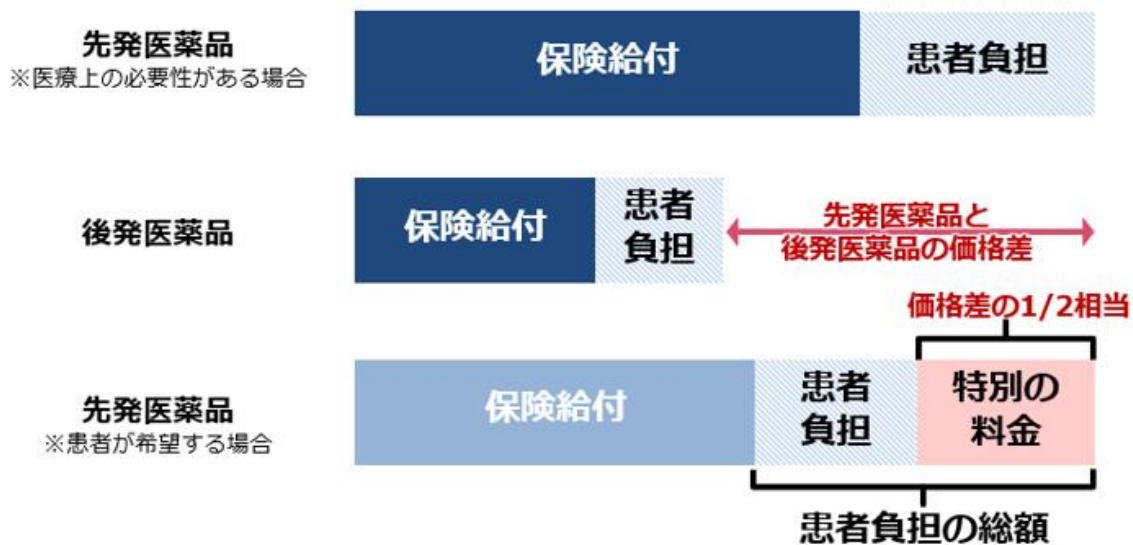 先発医薬品
※医療上の必要性がある場合
保険給付
患者負担
後発医薬品
保険給付
患者
負担
先発医薬品と
後発医薬品の価格差
価格差の1/2相当
先発医薬品
※患者が希望する場合
保険給付
患者
負担
特別の
料金
患者負担の総額